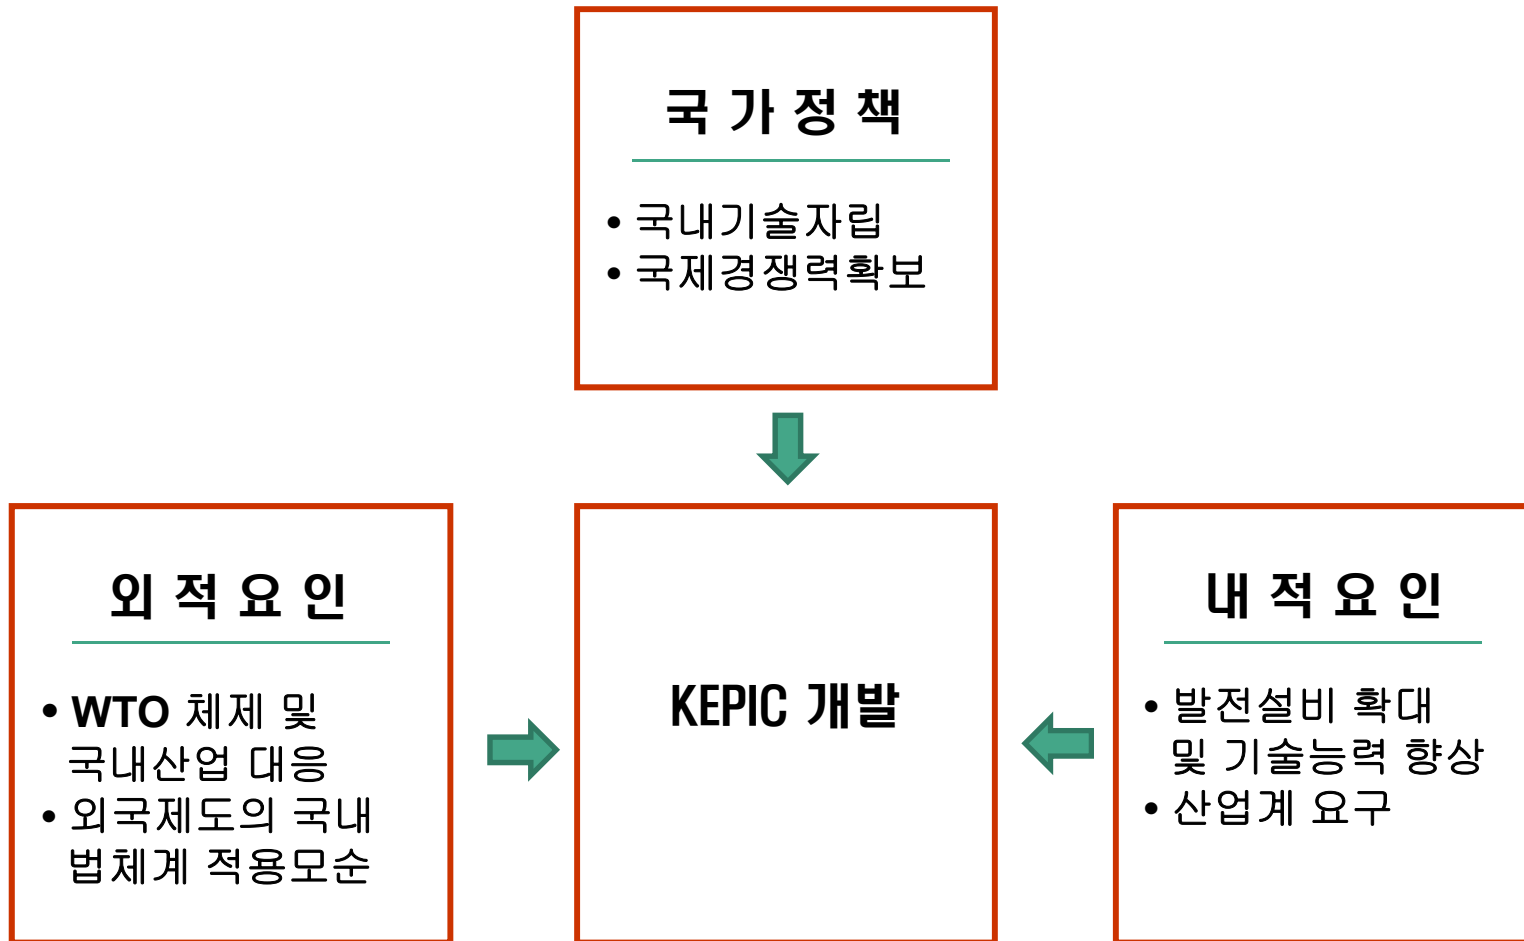 국가정책
• 국내기술자립
• 국제경쟁력확보
외적요인
• WTO 체제 및
국내산업 대응
• 외국제도의 국내
법체계 적용모순
KEPIC 개발
내적요인
• 발전설비 확대
및 기술능력 향상
• 산업계 요구